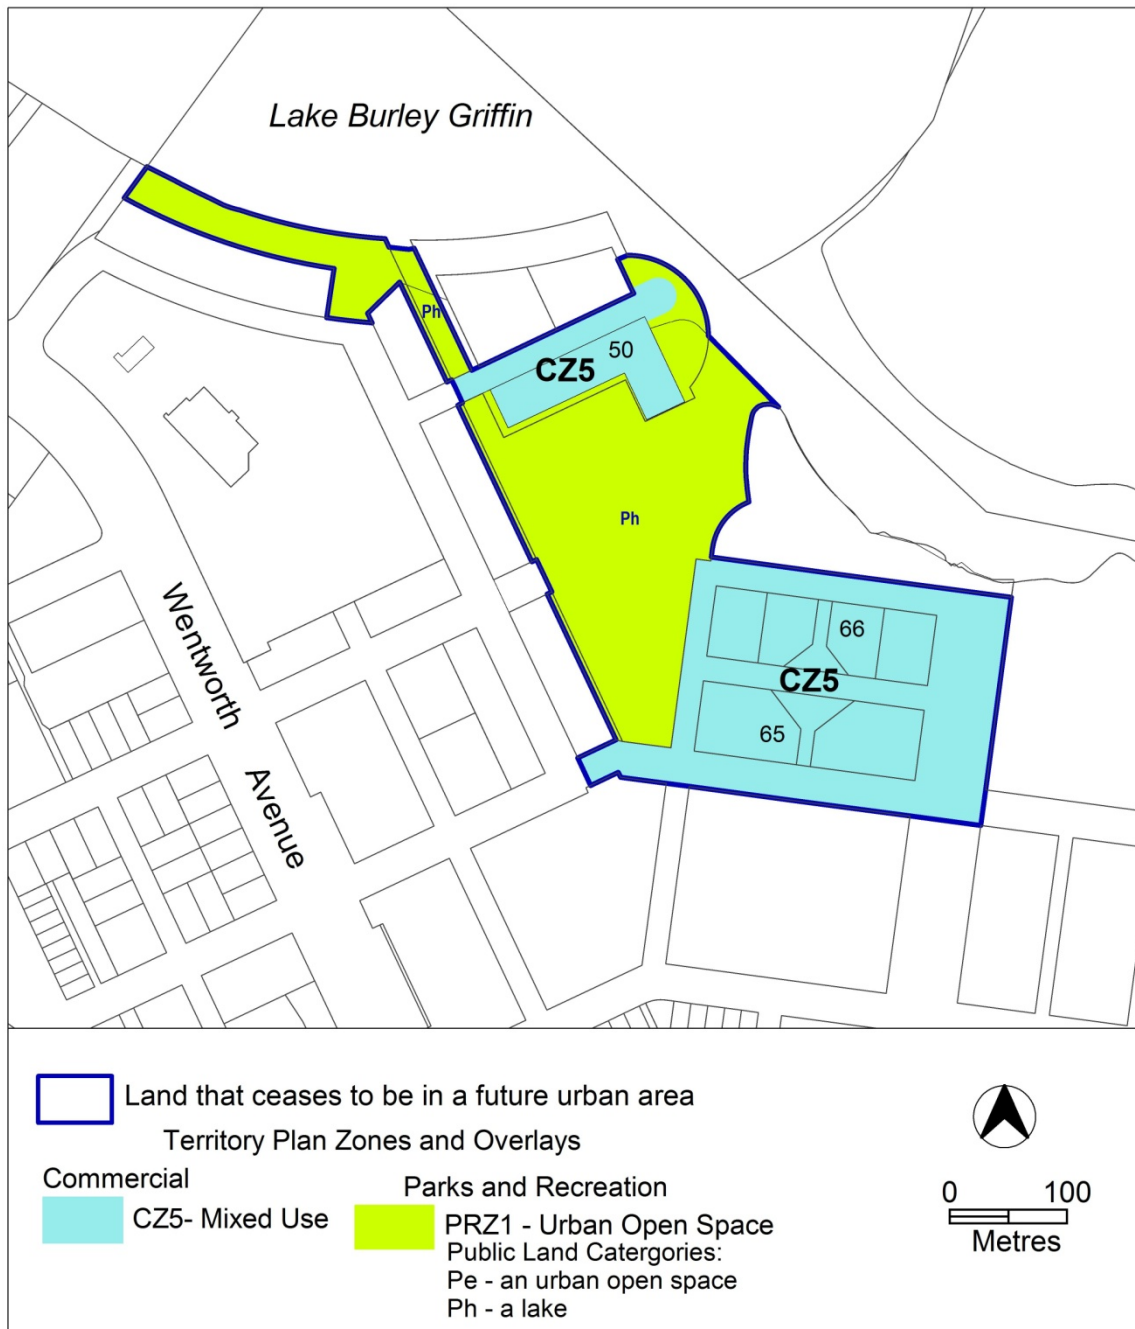 Lake Burley Griffin
Ph
50
CZ5
Ph
Wentworth
Avenue
66
CZ5
65
Land that ceases to be in a future urban area
Territory Plan Zones and Overlays
Commercial
CZ5- Mixed Use
Parks and Recreation
PRZ1 - Urban Open Space
Public Land Catergories:
Pe - an urban open space
Ph - a lake
0 100
Metres